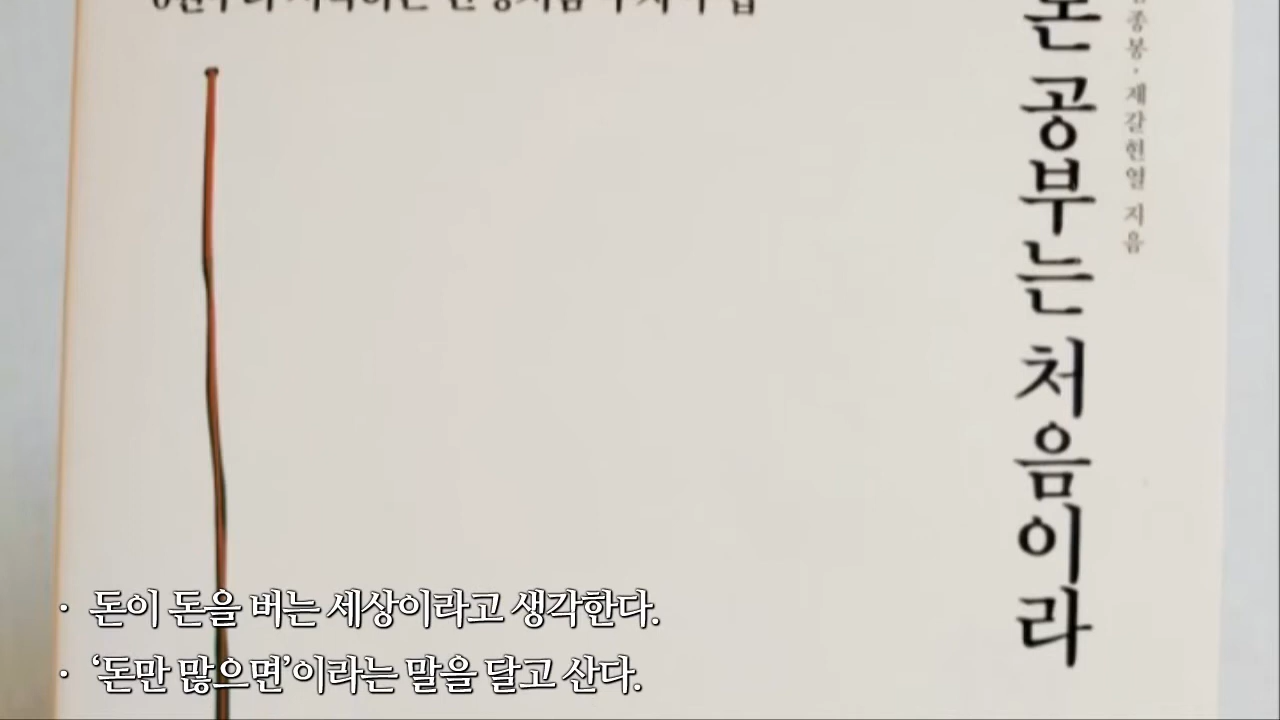 돈 공부는 처음이라
종봉·제갈현열 지음
· 돈이 돈을 버는 세상이라고 생각한다.
· ‘돈만 많으면’이라는 말을 달고 산다.